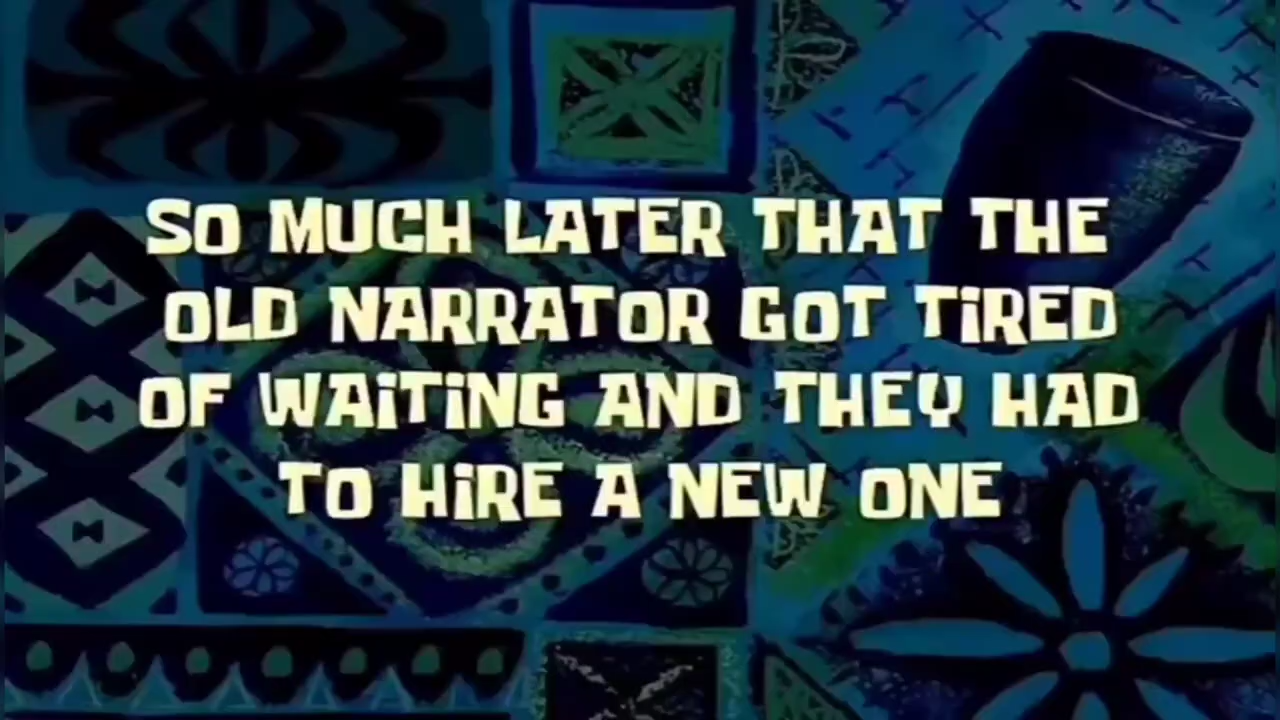 SO MUCH LATER THAT THE
OLD NARRATOR GOT TiRED
OF WAiTiNG AND THEY HAD
TO HiRE A NEW ONE